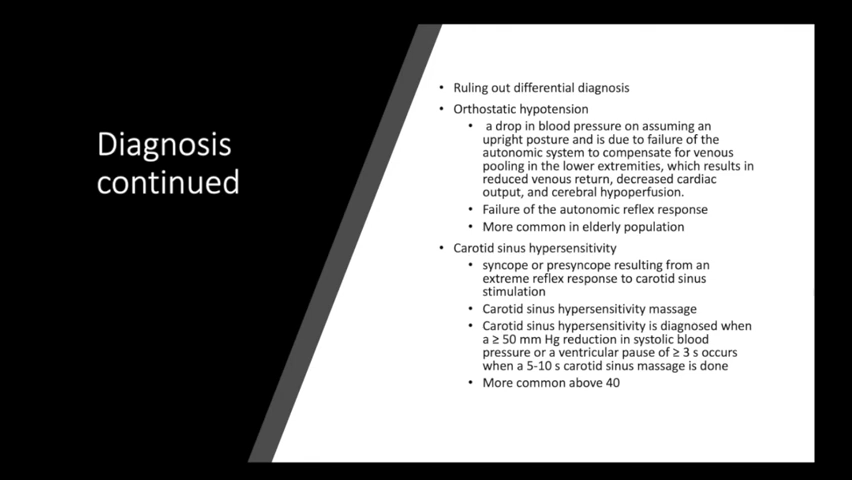 Diagnosis
continued
• Ruling out differential diagnosis
• Orthostatic hypotension
• a drop in blood pressure on assuming an
upright posture and is due to failure of the
autonomic system to compensate for venous
pooling in the lower extremities, which results in
reduced venous return, decreased cardiac
output, and cerebral hypoperfusion.
• Failure of the autonomic reflex response
• More common in elderly population
• Carotid sinus hypersensitivity
• syncope or presyncope resulting from an
extreme reflex response to carotid sinus
stimulation
• Carotid sinus hypersensitivity massage
• Carotid sinus hypersensitivity is diagnosed when
a ≥ 50 mm Hg reduction in systolic blood
pressure or a ventricular pause of ≥ 3 s occurs
when a 5-10 s carotid sinus massage is done
• More common above 40